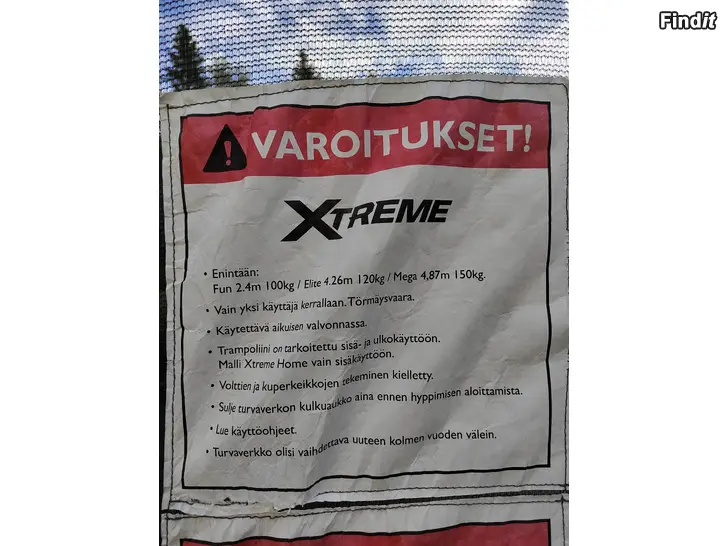 Findit
VAROITUKSET!
XTREME
• Enintään:
Fun 2.4m 100kg / Elite 4.26m 120kg / Mega 4,87m 150kg.
• Vain yksi käyttäjä kerrallaan. Törmäysvaara.
• Käytettävä aikuisen valvonnassa.
• Trampoliini on tarkoitettu sisä- ja ulkokäyttöön.
Malli Xtreme Home vain sisäkäyttöön.
• Volttien ja kuperkeikkojen tekeminen kielletty.
• Sulje turvaverkon kulkuaukko aina ennen hyppimisen aloittamista.
• Lue käyttöohjeet.
• Turvaverkko olisi vaihdettava uuteen kolmen vuoden välein.